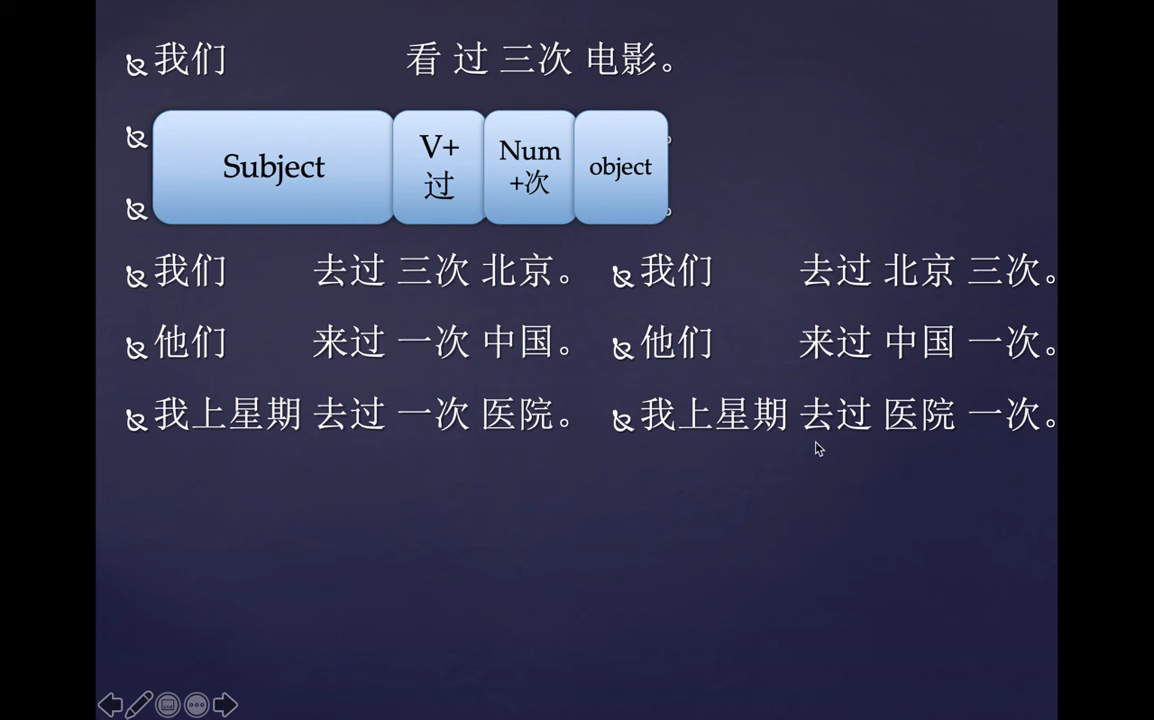 我们 看过 三次 电影。
Subject V+过 Num+次 object
我们 去过 三次 北京。 我们 去过 北京 三次。
他们 来过 一次 中国。 他们 来过 中国 一次。
我上星期 去过 一次 医院。 我上星期 去过 医院 一次。